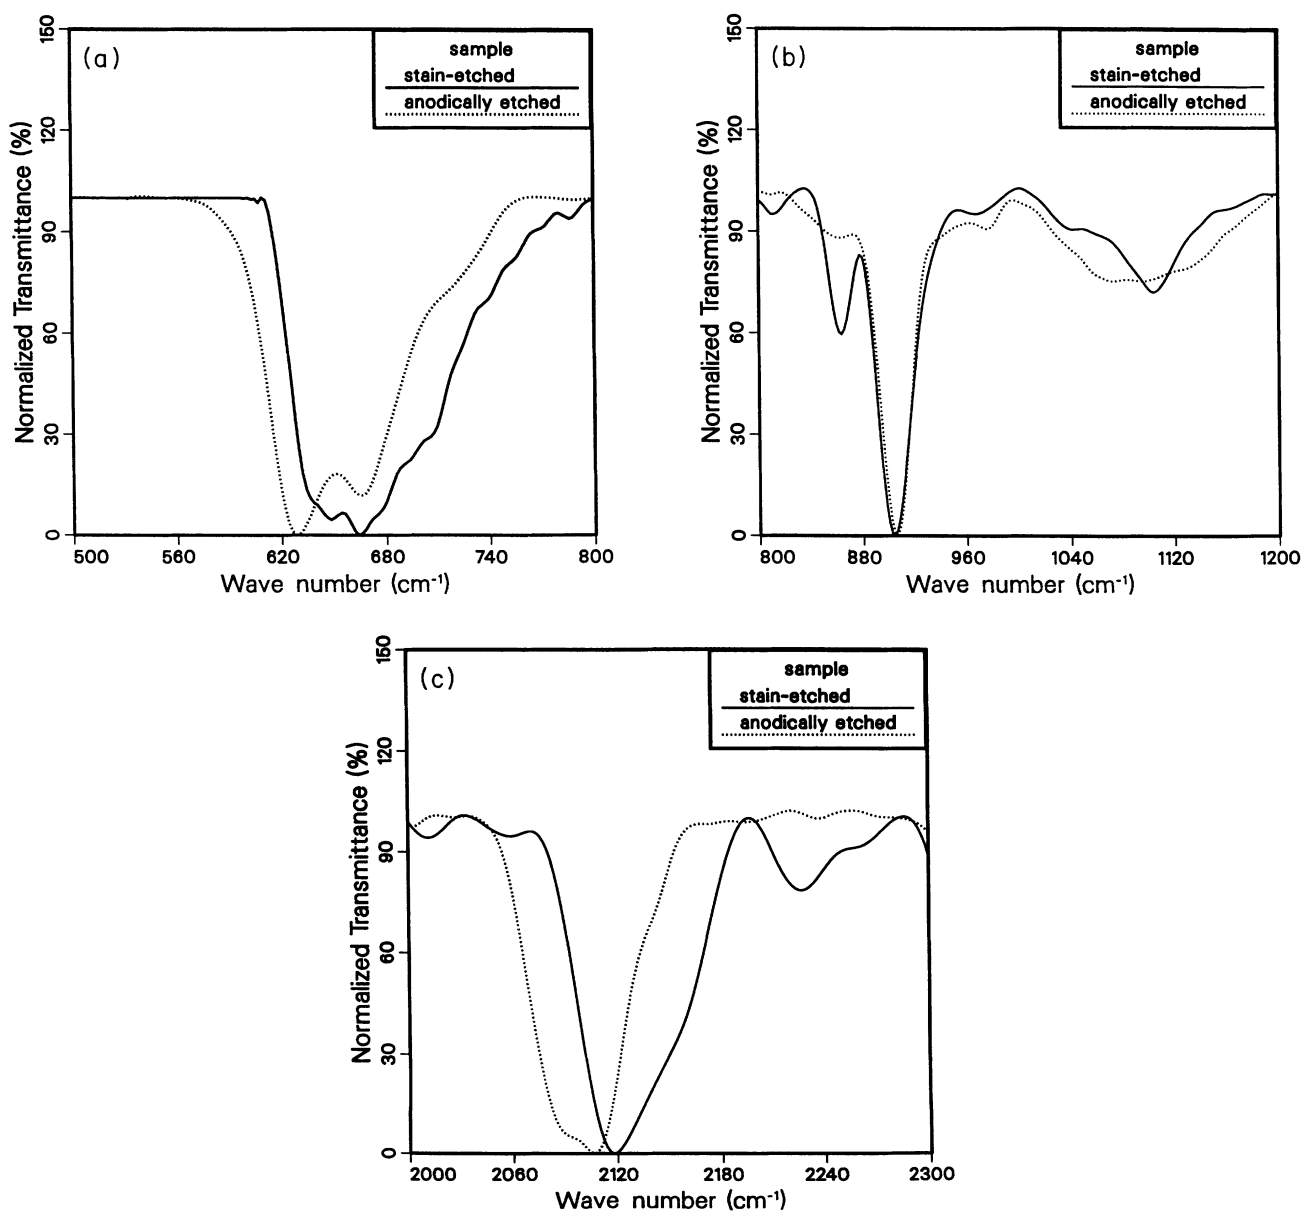 (a)
sample
stain-etched
anodically etched
150
120
90
60
30
0
Normalized Transmittance (%)
500 560 620 680 740 800
Wave number (cm⁻¹)
(b)
sample
stain-etched
anodically etched
150
120
90
60
30
0
Normalized Transmittance (%)
800 880 960 1040 1120 1200
Wave number (cm⁻¹)
(c)
sample
stain-etched
anodically etched
150
120
90
60
30
0
Normalized Transmittance (%)
2000 2060 2120 2180 2240 2300
Wave number (cm⁻¹)